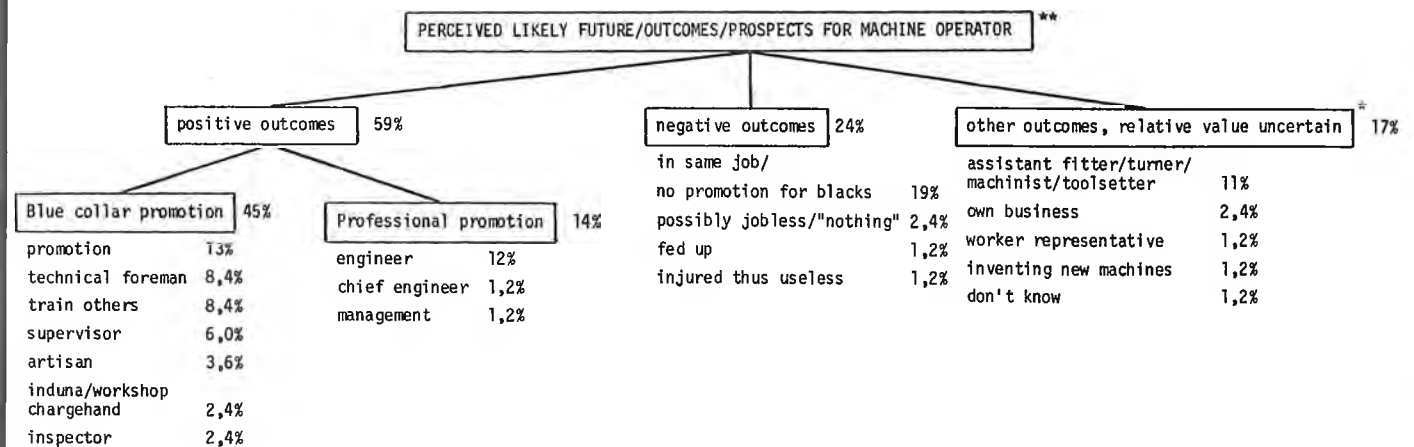 PERCEIVED LIKELY FUTURE/OUTCOMES/PROSPECTS FOR MACHINE OPERATOR **
positive outcomes 59%
Blue collar promotion 45%
promotion 13%
technical foreman 8,4%
train others 8,4%
supervisor 6,0%
artisan 3,6%
induna/workshop
chargehand 2,4%
inspector 2,4%
Professional promotion 14%
engineer 12%
chief engineer 1,2%
management 1,2%
negative outcomes 24%
in same job/
no promotion for blacks 19%
possibly jobless/"nothing" 2,4%
fed up 1,2%
injured thus useless 1,2%
other outcomes, relative value uncertain * 17%
assistant fitter/turner/
machinist/toolsetter 11%
own business 2,4%
worker representative 1,2%
inventing new machines 1,2%
don't know 1,2%